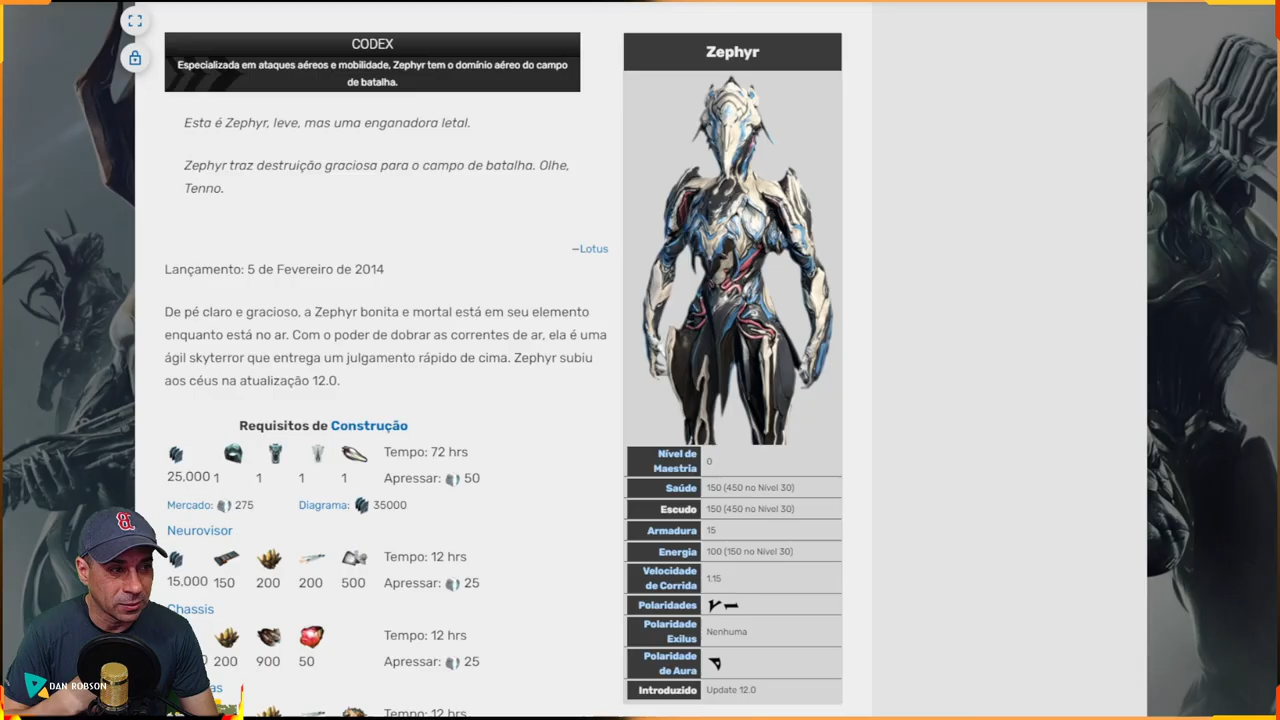 CODEX
Especializada em ataques aéreos e mobilidade, Zephyr tem o domínio aéreo do campo
de batalha.
Esta é Zephyr, leve, mas uma enganadora letal.
Zephyr traz destruição graciosa para o campo de batalha. Olhe,
Tenno.
—Lotus
Lançamento: 5 de Fevereiro de 2014
De pé claro e gracioso, a Zephyr bonita e mortal está em seu elemento
enquanto está no ar. Com o poder de dobrar as correntes de ar, ela é uma
ágil skyterror que entrega um julgamento rápido de cima. Zephyr subiu
aos céus na atualização 12.0.
Requisitos de Construção
Tempo: 72 hrs
25,000 1 1 1 1 Apressar: 50
Mercado: 275 Diagrama: 35000
Neurovisor
Tempo: 12 hrs
15,000 150 200 200 500 Apressar: 25
Chassis
Tempo: 12 hrs
200 900 50 Apressar: 25
as
Tempo: 12 hrs
Zephyr
Nível de
Maestria 0
Saúde 150 (450 no Nível 30)
Escudo 150 (450 no Nível 30)
Armadura 15
Energia 100 (150 no Nível 30)
Velocidade
de Corrida 1.15
Polaridades
Polaridade
Exilus Nenhuma
Polaridade
de Aura
Introduzido Update 12.0
B
DAN ROBSON